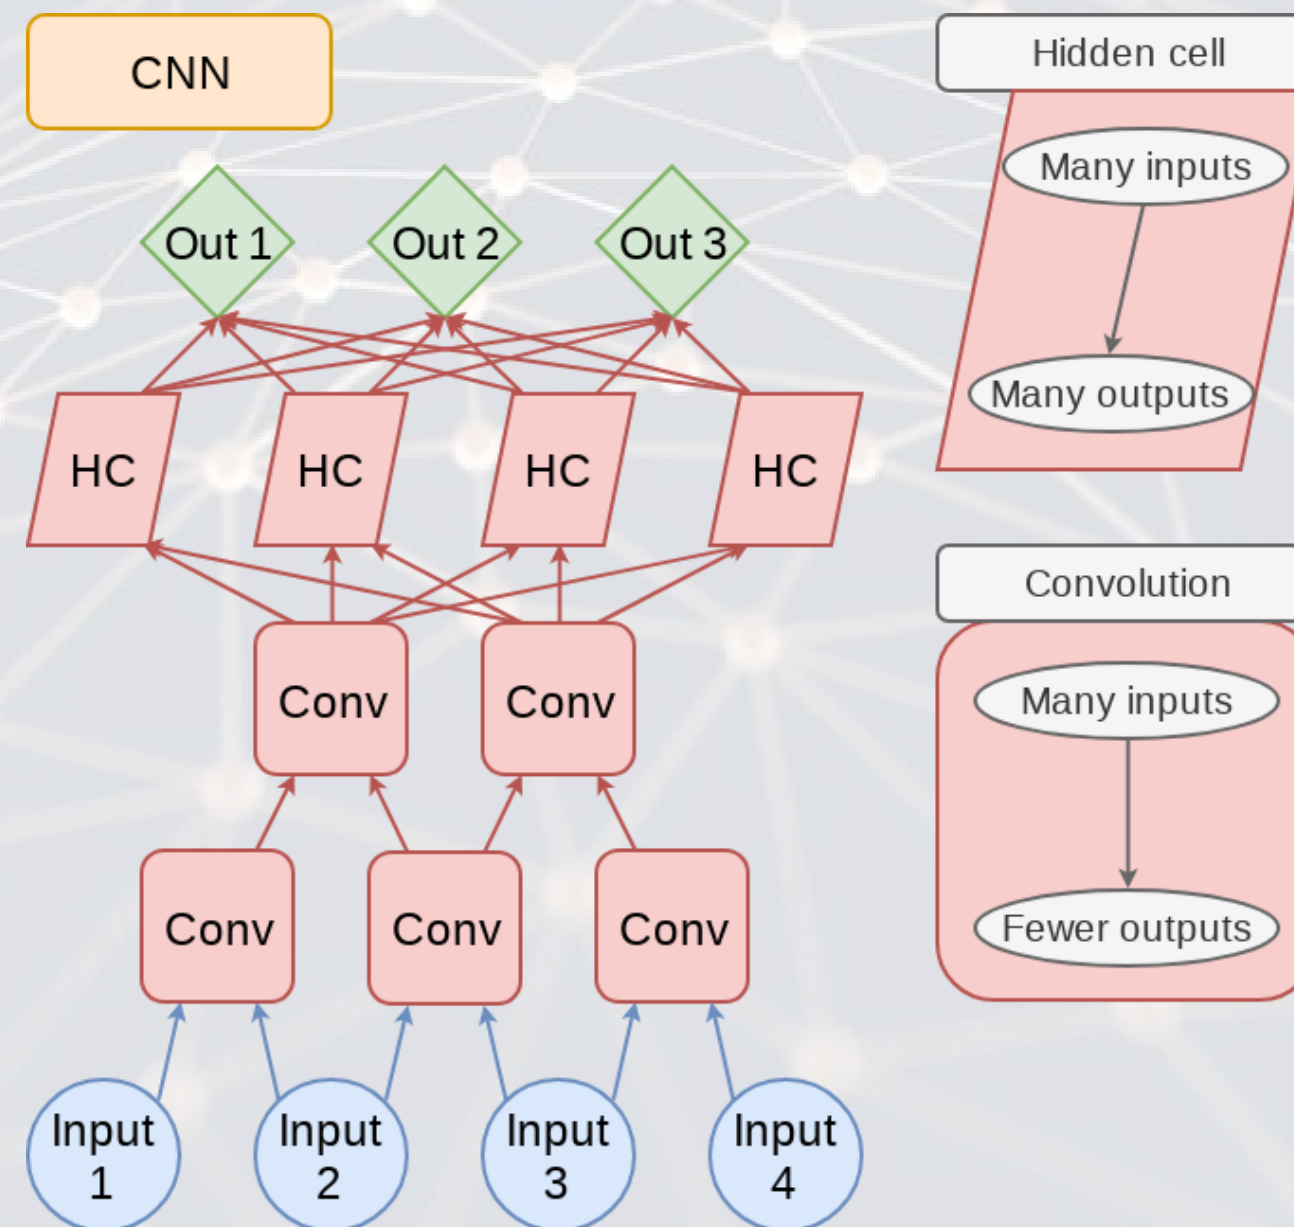 CNN
Out 1
Out 2
Out 3
HC
HC
HC
HC
Conv
Conv
Conv
Conv
Conv
Input
1
Input
2
Input
3
Input
4
Hidden cell
Many inputs
Many outputs
Convolution
Many inputs
Fewer outputs